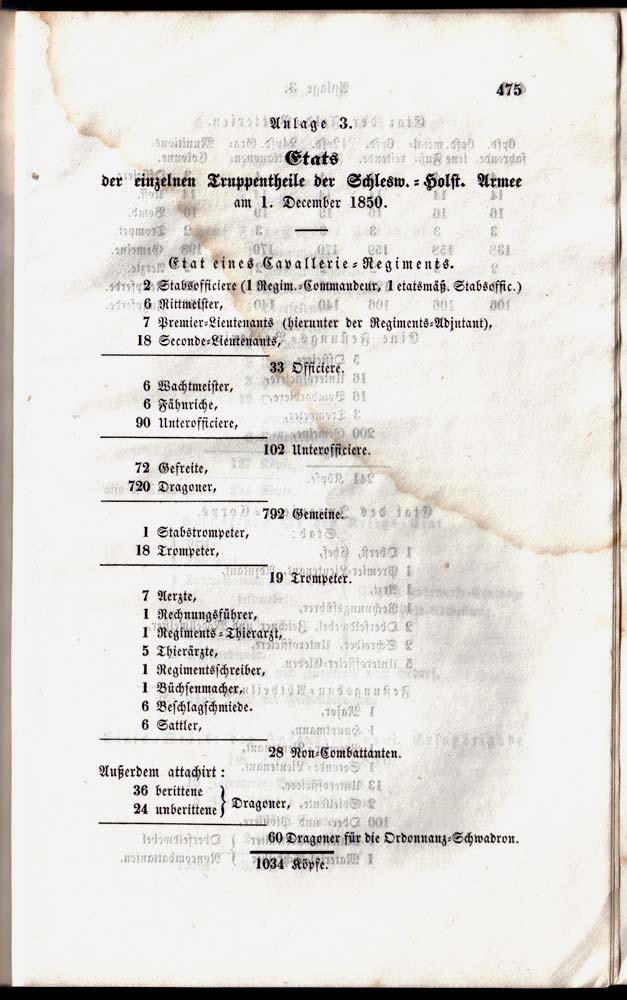 475
Anlage 3.
Etats
der einzelnen Truppentheile der Schlesw.-Holst. Armee
am 1. December 1850.
Etat eines Cavallerie-Regiments.
2 Stabsofficiere (1 Regim.-Commandeur, 1 etatsmäß. Stabsoffic.)
6 Rittmeister,
7 Premier-Lieutenants (hierunter der Regiments-Adjutant),
18 Seconde-Lieutenants,
33 Officiere.
6 Wachtmeister,
6 Fähnriche,
90 Unterofficiere,
102 Unterofficiere.
72 Gefreite,
720 Dragoner,
792 Gemeine.
1 Stabstrompeter,
18 Trompeter,
19 Trompeter.
7 Aerzte,
1 Rechnungsführer,
1 Regiments-Thierarzt,
5 Thierärzte,
1 Regimentsschreiber,
1 Büchsenmacher,
6 Beschlagschmiede.
6 Sattler,
28 Non-Combattanten.
Außerdem attachirt:
36 berittene
24 unberittene } Dragoner,
60 Dragoner für die Ordonnanz-Schwadron.
1034 Köpfe.